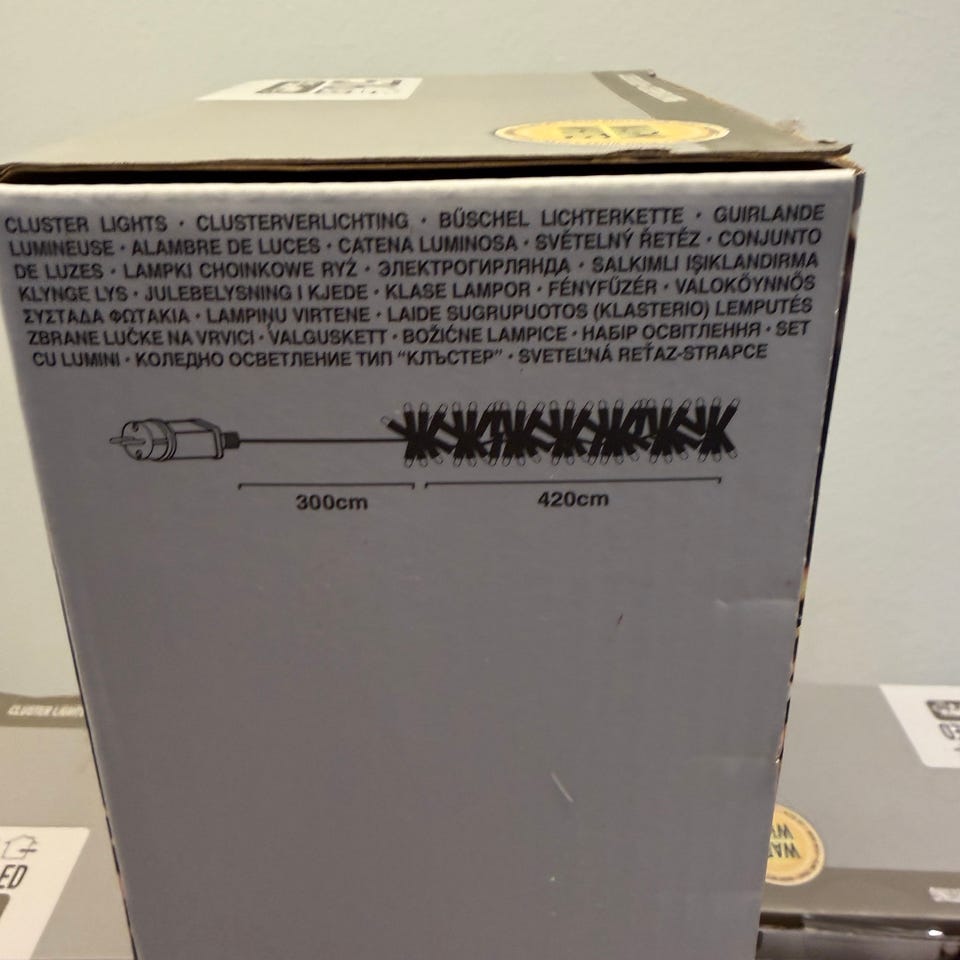 CLUSTER LIGHTS · CLUSTERVERLICHTING · BÜSCHEL LICHTERKETTE · GUIRLANDE
LUMINEUSE · ALAMBRE DE LUCES · CATENA LUMINOSA · SVĚTELNÝ ŘETĚZ · CONJUNTO
DE LUZES · LAMPKI CHOINKOWE RYŻ · ЭЛЕКТРОГИРЛЯНДА · SALKIMLI IŞIKLANDIRMA
KLYNGE LYS · JULEBELYSNING I KJEDE · KLASE LAMPOR · FÉNYFÜZÉR · VALOKÖYNNÖS
ΣΥΣΤΑΔΑ ΦΩΤΑΚΙΑ · LAMPIŅU VIRTENE · LAIDE SUGRUPUOTOS (KLASTERIO) LEMPUTĖS
ZBRANE LUČKE NA VRVICI · VALGUSKETT · BOŽIĆNE LAMPICE · НАБІР ОСВІТЛЕННЯ · SET
CU LUMINI · КОЛЕДНО ОСВЕТЛЕНИЕ ТИП "КЛЪСТЕР" · SVETEĽNÁ REŤAZ-STRAPCE
300cm 420cm
CLUSTER LIGHTS
ED